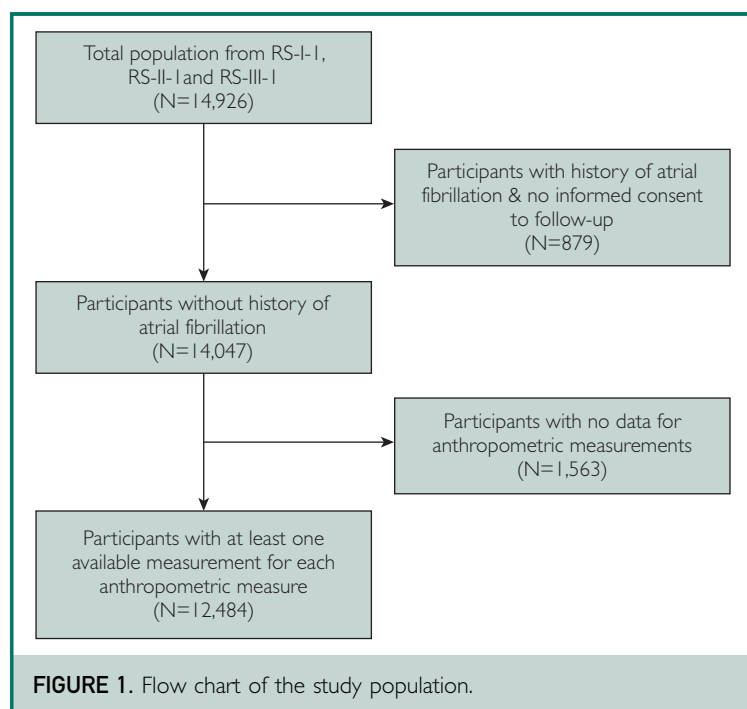 Total population from RS-I-1,
RS-II-1and RS-III-1
(N=14,926)
Participants with history of atrial
fibrillation & no informed consent
to follow-up
(N=879)
Participants without history of
atrial fibrillation
(N=14,047)
Participants with no data for
anthropometric measurements
(N=1,563)
Participants with at least one
available measurement for each
anthropometric measure
(N=12,484)
FIGURE 1. Flow chart of the study population.